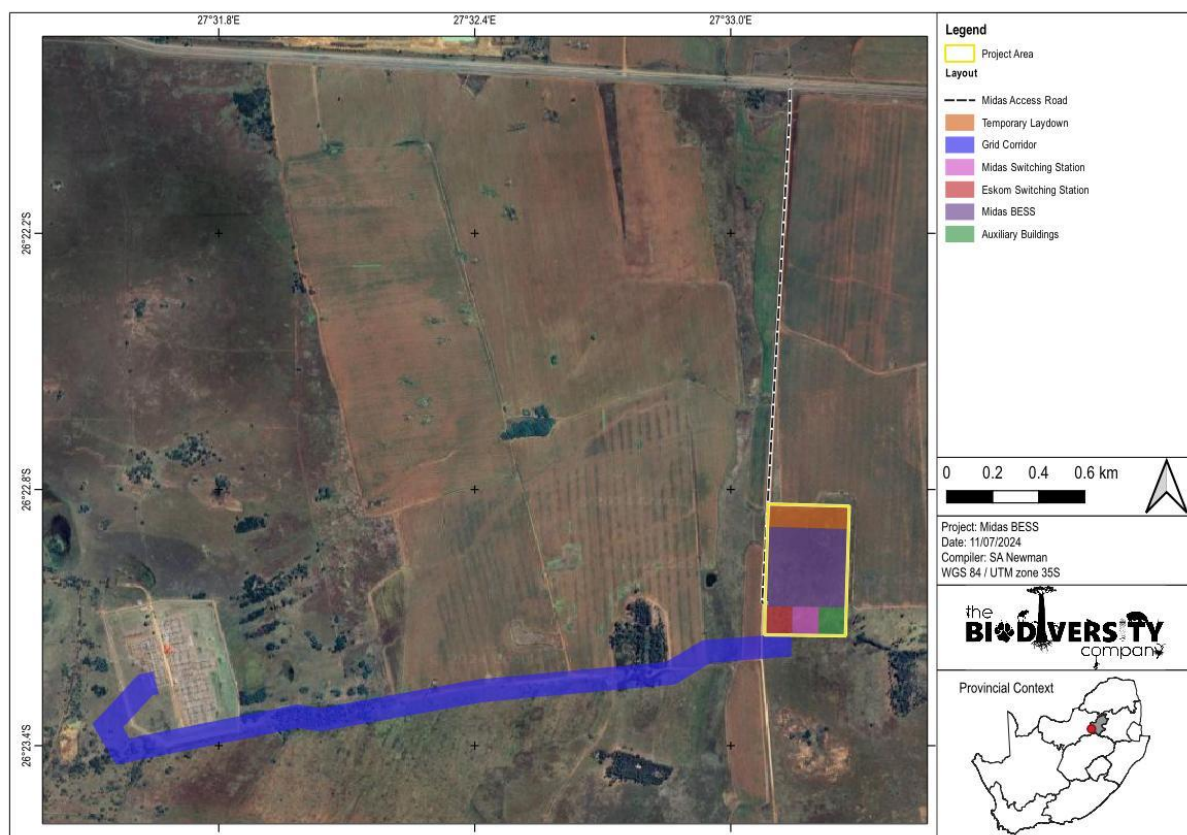 27°31.8'E
27°32.4'E
27°33.0'E
26°22.2'S
26°22.8'S
26°23.4'S
Legend
Project Area
Layout
Midas Access Road
Temporary Laydown
Grid Corridor
Midas Switching Station
Eskom Switching Station
Midas BESS
Auxiliary Buildings
0 0.2 0.4 0.6 km
Project: Midas BESS
Date: 11/07/2024
Compiler: SA Newman
WGS 84 / UTM zone 35S
the
BIODIVERSITY
company
Provincial Context